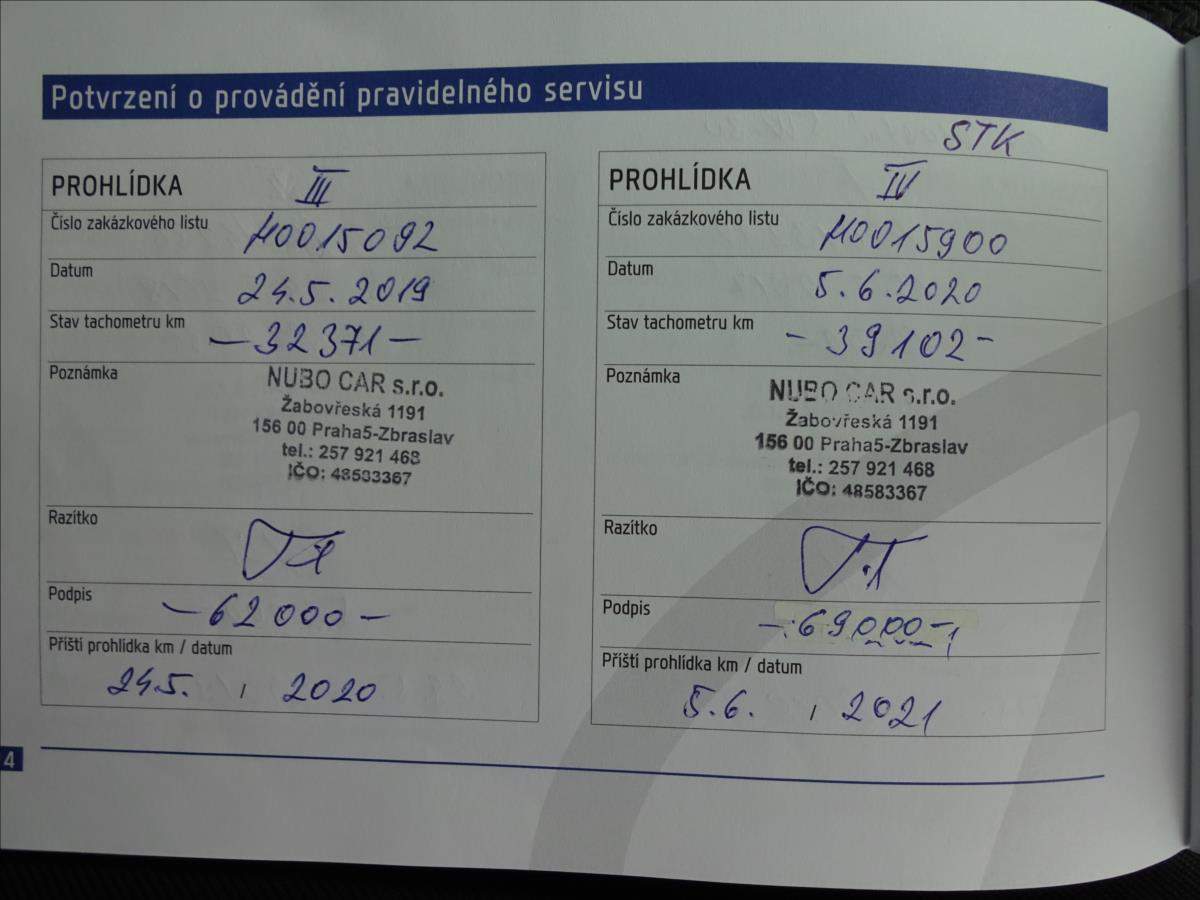 Potvrzení o provádění pravidelného servisu
PROHLÍDKA III
Číslo zakázkového listu H0015092
Datum 24.5.2019
Stav tachometru km —32371—
Poznámka
NUBO CAR s.r.o.
Žabovřeská 1191
156 00 Praha5-Zbraslav
tel.: 257 921 468
IČO: 48583367
Razítko
Podpis —62000—
Příští prohlídka km / datum
24.5. / 2020
STK
PROHLÍDKA IV
Číslo zakázkového listu H0015900
Datum 5.6.2020
Stav tachometru km -39102-
Poznámka
NUBO CAR s.r.o.
Žabovřeská 1191
156 00 Praha5-Zbraslav
tel.: 257 921 468
IČO: 48583367
Razítko
Podpis -69000-
Příští prohlídka km / datum
5.6. / 2021
4